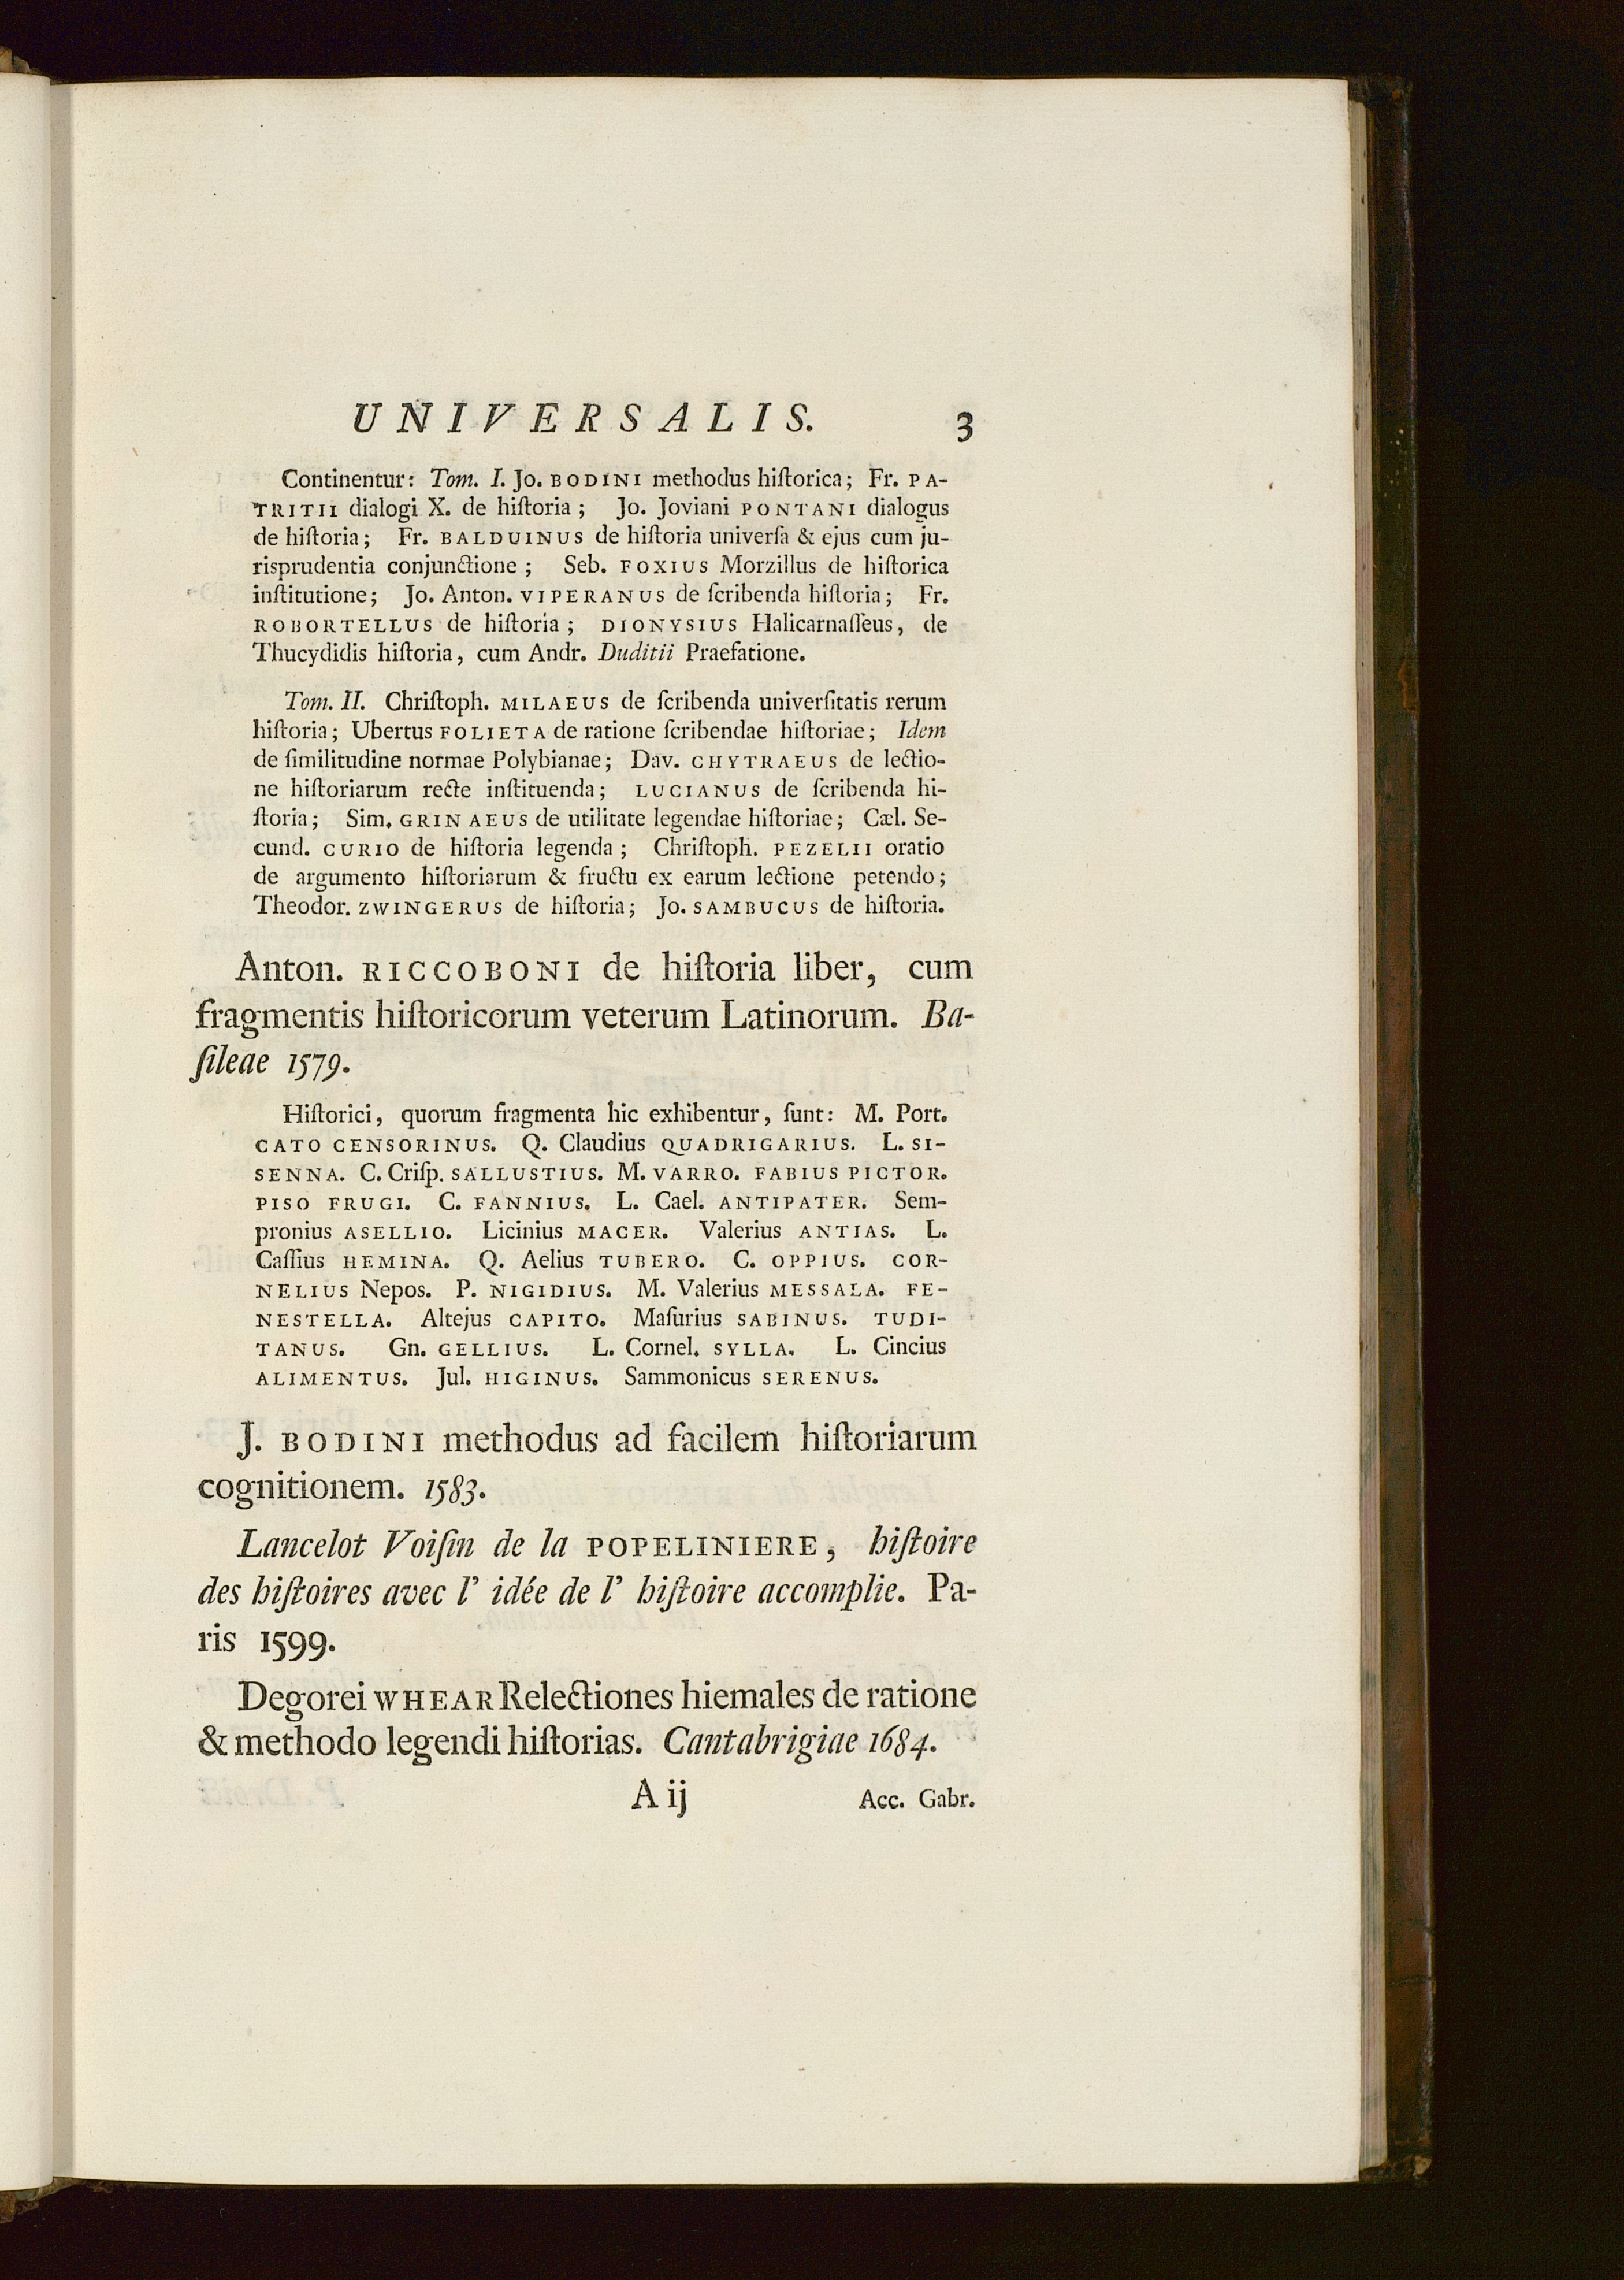 UNIVERSALIS. 3
Continentur: Tom. I. Jo. BODINI methodus hiſtorica; Fr. PA-
TRITII dialogi X. de hiſtoria; Jo. Joviani PONTANI dialogus
de hiſtoria; Fr. BALDUINUS de hiſtoria univerſa & ejus cum ju-
risprudentia conjunctione; Seb. FOXIUS Morzillus de hiſtorica
inſtitutione; Jo. Anton. VIPERANUS de ſcribenda hiſtoria; Fr.
ROBORTELLUS de hiſtoria; DIONYSIUS Halicarnaſſeus, de
Thucydidis hiſtoria, cum Andr. Duditii Praefatione.
Tom. II. Chriſtoph. MILAEUS de ſcribenda univerſitatis rerum
hiſtoria; Ubertus FOLIETA de ratione ſcribendae hiſtoriae; Idem
de ſimilitudine normae Polybianae; Dav. CHYTRAEUS de lectio-
ne hiſtoriarum recte inſtituenda; LUCIANUS de ſcribenda hi-
ſtoria; Sim. GRINAEUS de utilitate legendae hiſtoriae; Cæl. Se-
cund. CURIO de hiſtoria legenda; Chriſtoph. PEZELII oratio
de argumento hiſtoriarum & fructu ex earum lectione petendo;
Theodor. ZWINGERUS de hiſtoria; Jo. SAMBUCUS de hiſtoria.
Anton. RICCOBONI de hiſtoria liber, cum
fragmentis hiſtoricorum veterum Latinorum. Ba-
ſileae 1579.
Hiſtorici, quorum fragmenta hic exhibentur, ſunt: M. Port.
CATO CENSORINUS. Q. Claudius QUADRIGARIUS. L. SI-
SENNA. C. Criſp. SALLUSTIUS. M. VARRO. FABIUS PICTOR.
PISO FRUGI. C. FANNIUS. L. Cael. ANTIPATER. Sem-
pronius ASELLIO. Licinius MACER. Valerius ANTIAS. L.
Caſſius HEMINA. Q. Aelius TUBERO. C. OPPIUS. COR-
NELIUS Nepos. P. NIGIDIUS. M. Valerius MESSALA. FE-
NESTELLA. Altejus CAPITO. Maſurius SABINUS. TUDI-
TANUS. Gn. GELLIUS. L. Cornel. SYLLA. L. Cincius
ALIMENTUS. Jul. HIGINUS. Sammonicus SERENUS.
J. BODINI methodus ad facilem hiſtoriarum
cognitionem. 1583.
Lancelot Voiſin de la POPELINIERE, hiſtoire
des hiſtoires avec l' idée de l' hiſtoire accomplie. Pa-
ris 1599.
Degorei WHEAR Relectiones hiemales de ratione
& methodo legendi hiſtorias. Cantabrigiae 1684.
A ij Acc. Gabr.